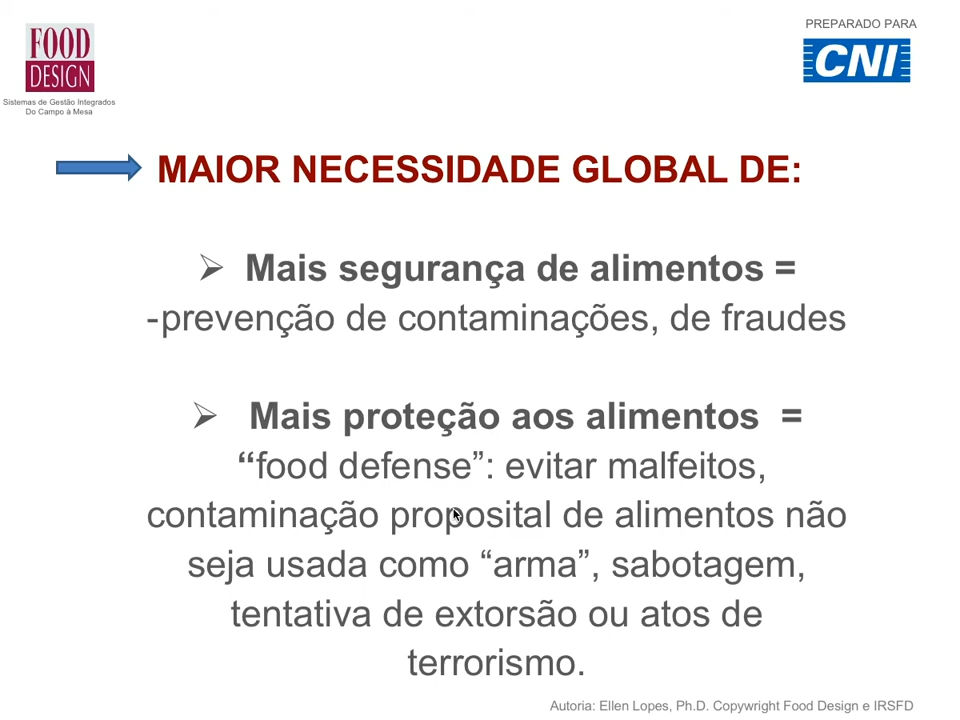 FOOD
DESIGN
Sistemas de Gestão Integrados
Do Campo à Mesa
PREPARADO PARA
CNI
MAIOR NECESSIDADE GLOBAL DE:
Mais segurança de alimentos =
-prevenção de contaminações, de fraudes
Mais proteção aos alimentos =
“food defense”: evitar malfeitos,
contaminação proposital de alimentos não
seja usada como “arma”, sabotagem,
tentativa de extorsão ou atos de
terrorismo.
Autoria: Ellen Lopes, Ph.D. Copywright Food Design e IRSFD